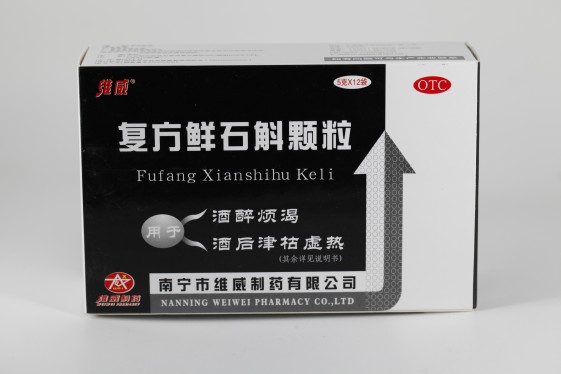 维威®
5克X12袋
OTC
复方鲜石斛颗粒
Fufang Xianshihu Keli
用于
酒醉烦渴
酒后津枯虚热
(其余详见说明书)
维威制药
WEIWEI PHARMACY
南宁市维威制药有限公司
NANNING WEIWEI PHARMACY CO.,LTD